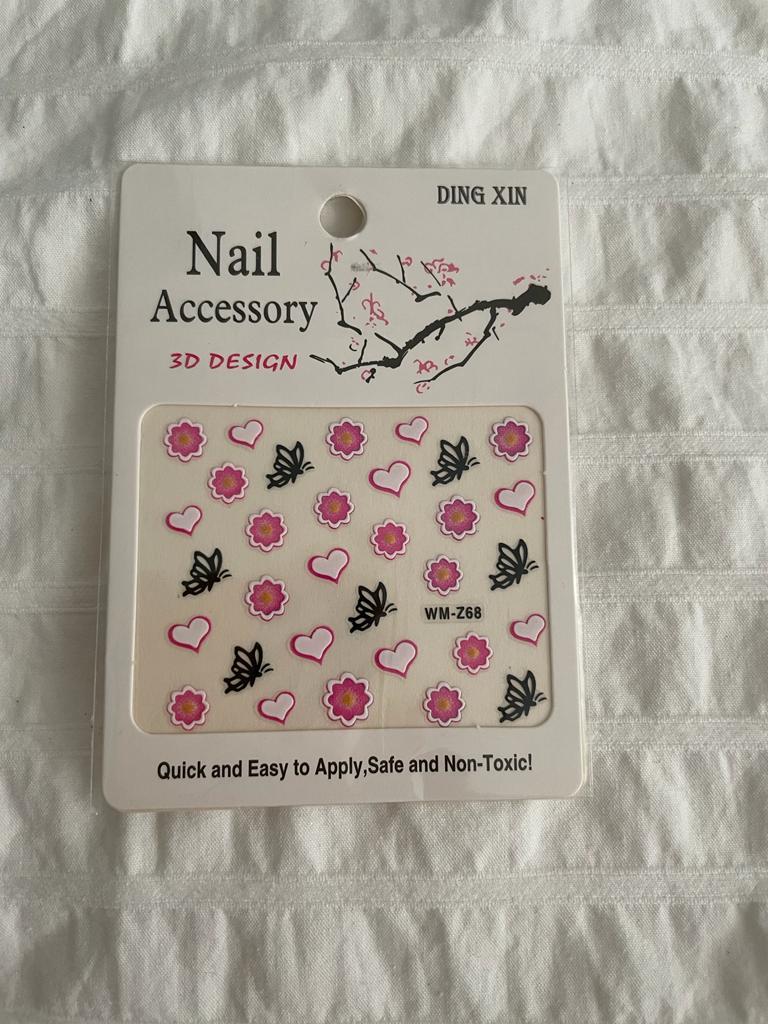 DING XIN
Nail
Accessory
3D DESIGN
WM-Z68
Quick and Easy to Apply,Safe and Non-Toxic!